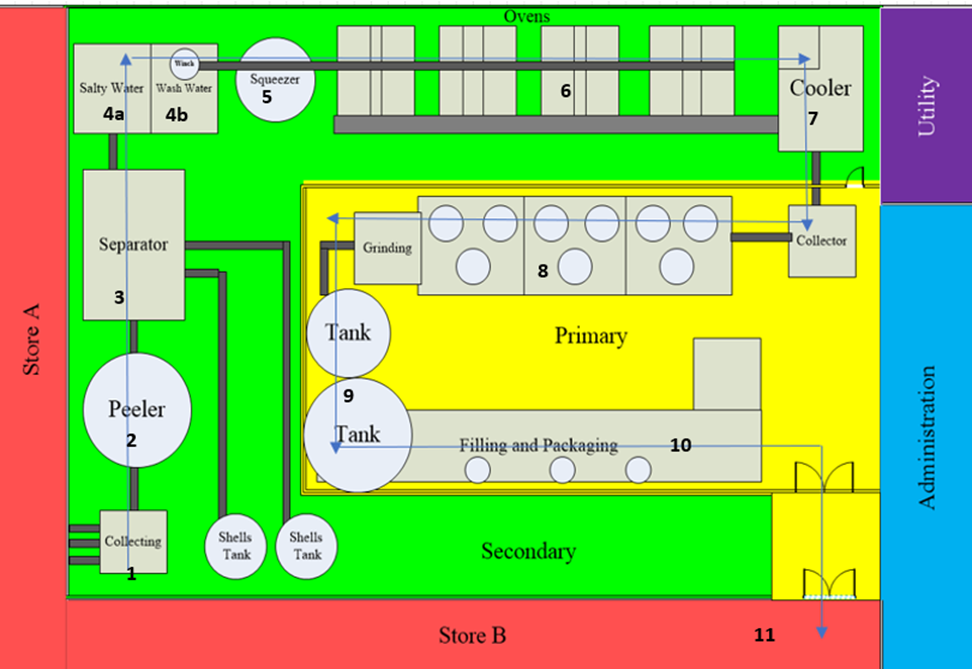 Ovens
Winch
Salty Water
Wash Water
4a
4b
Squeezer
5
6
Cooler
7
Utility
Separator
3
Grinding
8
Collector
Store A
Tank
Primary
9
Peeler
2
Tank
Filling and Packaging
10
Administration
Collecting
1
Shells
Tank
Shells
Tank
Secondary
Store B
11